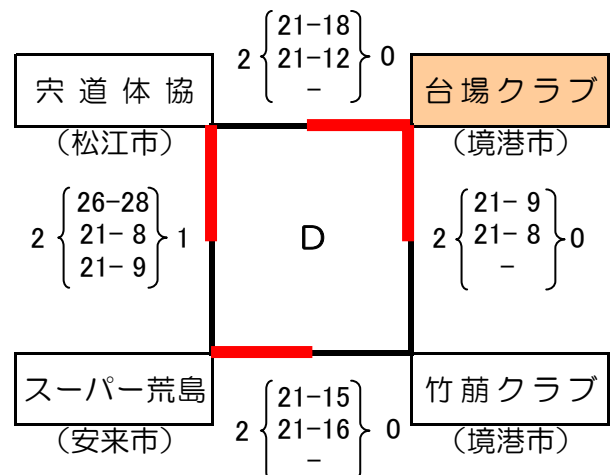 21-18
2 21-12 0
-
宍道体協
台場クラブ
(松江市)
(境港市)
26-28
2 21- 8 1
21- 9
D
21- 9
2 21- 8 0
-
スーパー荒島
竹萠クラブ
(安来市)
(境港市)
21-15
2 21-16 0
-